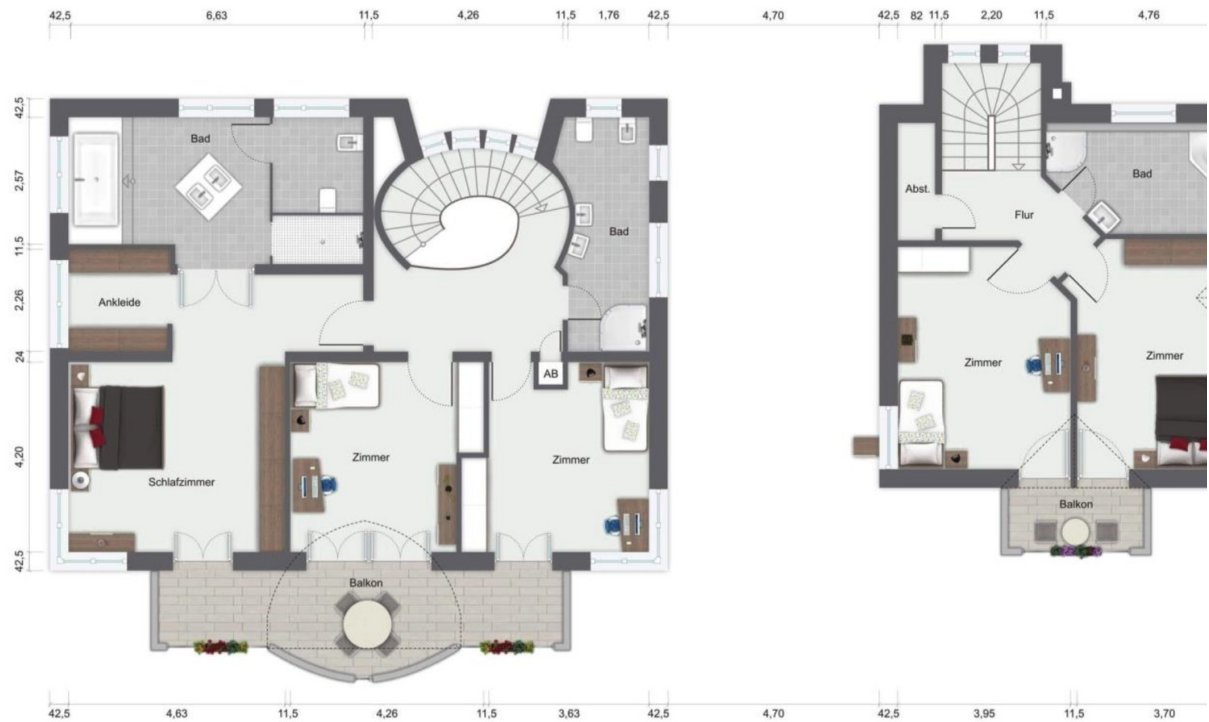 42,5 6,63 11,5 4,26 11,5 1,76 42,5 4,70 42,5 82 11,5 2,20 11,5 4,76
42,5
2,57
11,5
2,26
24
4,20
42,5
Bad
Bad
Ankleide
AB
Schlafzimmer
Zimmer
Zimmer
Balkon
Abst.
Flur
Bad
Zimmer
Zimmer
Balkon
42,5 4,63 11,5 4,26 11,5 3,63 42,5 4,70 42,5 3,95 11,5 3,70